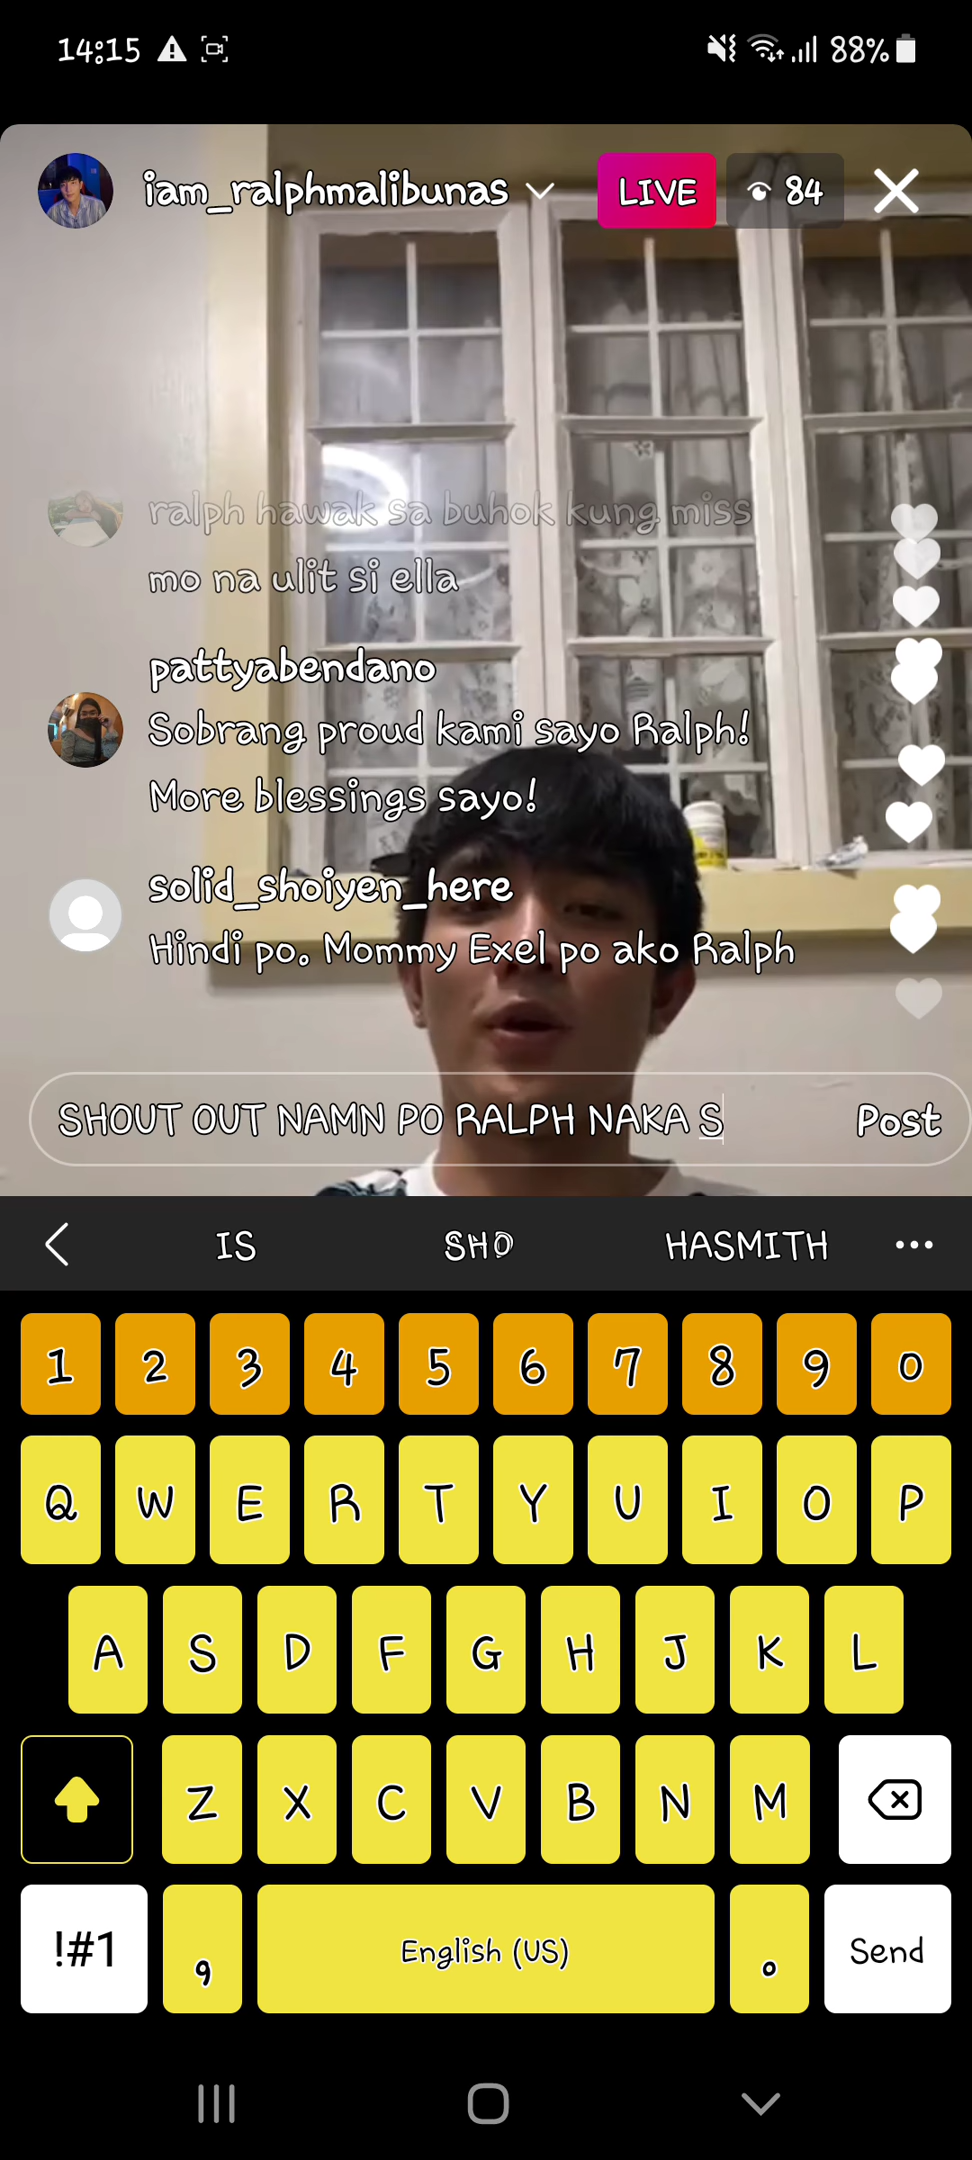 14:15
88%
iam_ralphmalibunas
LIVE
84
ralph hawak sa buhok kung miss
mo na ulit si ella
pattyabendano
Sobrang proud kami sayo Ralph!
More blessings sayo!
solid_shoiyen_here
Hindi po. Mommy Exel po ako Ralph
SHOUT OUT NAMN PO RALPH NAKA S
Post
IS SHO HASMITH
1 2 3 4 5 6 7 8 9 0
Q W E R T Y U I O P
A S D F G H J K L
Z X C V B N M
!#1 , English (US) . Send